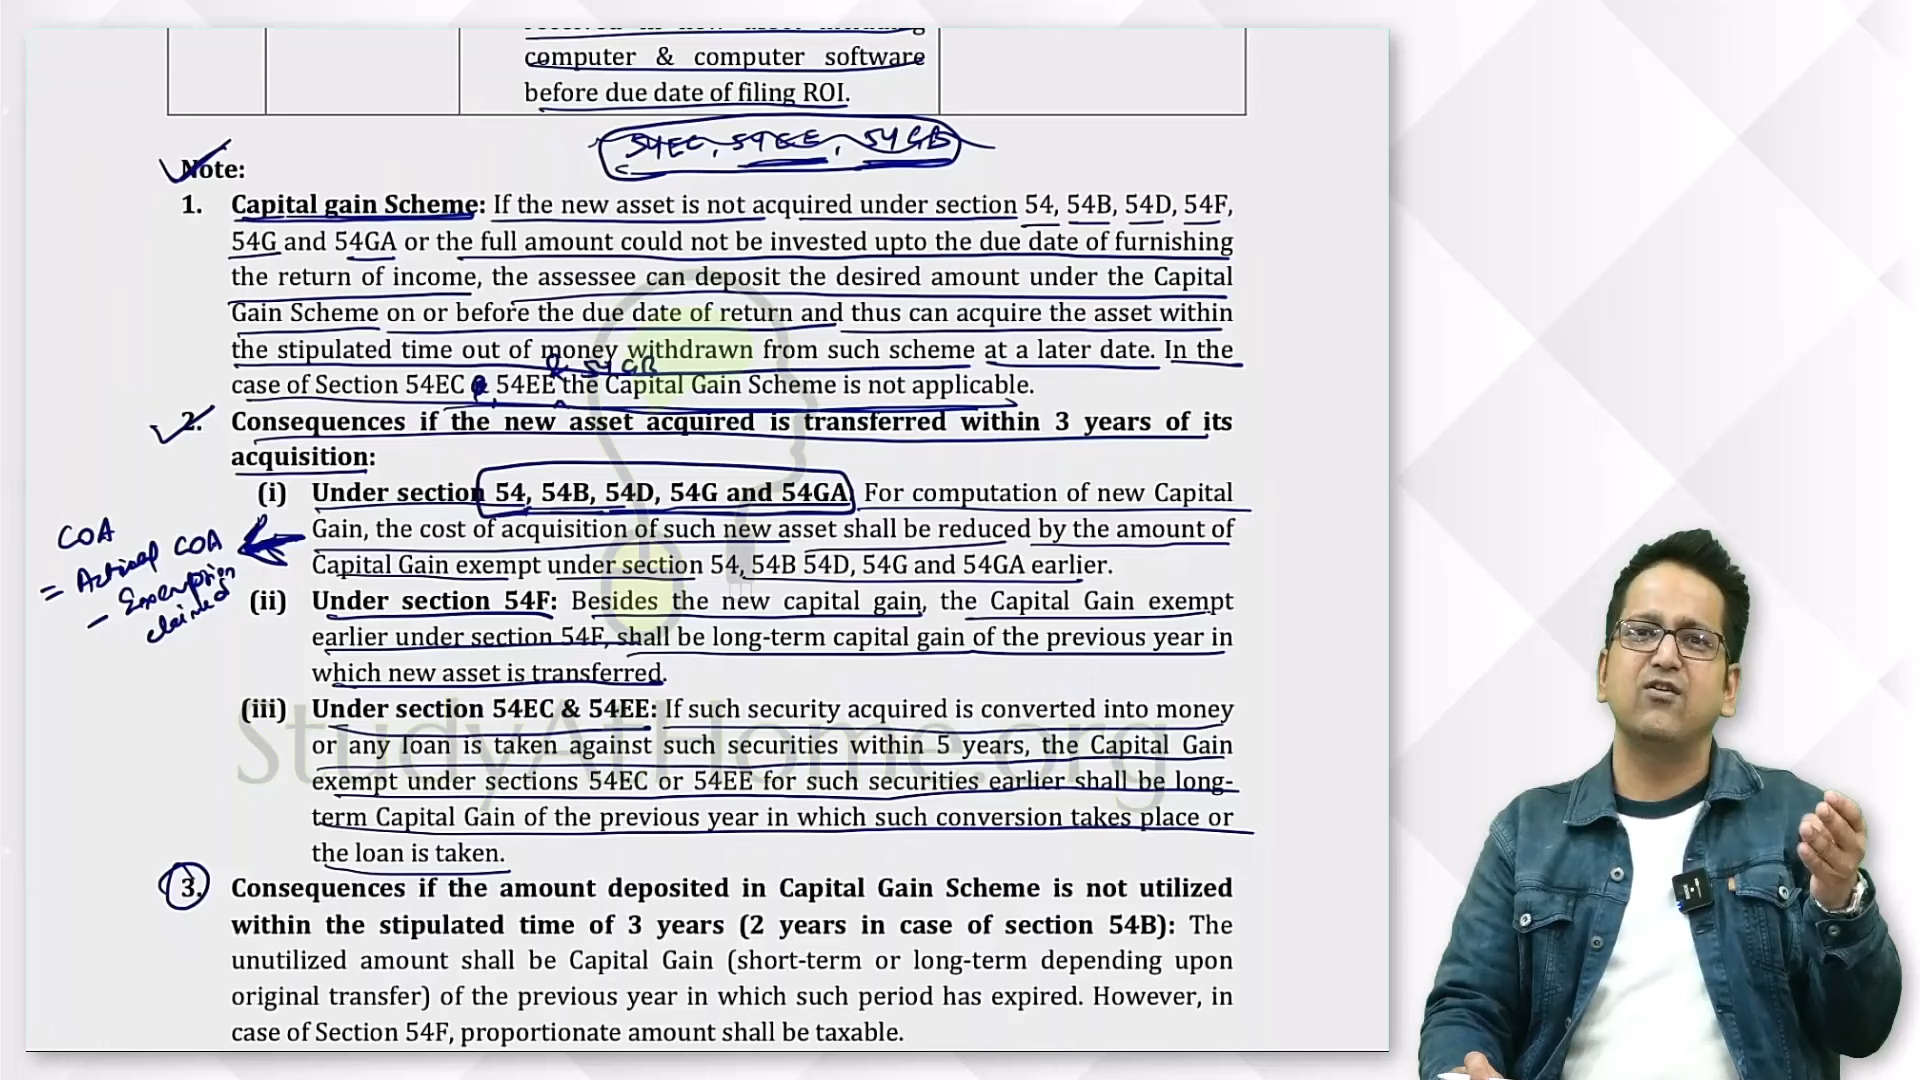 computer & computer software
before due date of filing ROI.
54EC, 54EE, 54GB
Note:
1. Capital gain Scheme: If the new asset is not acquired under section 54, 54B, 54D, 54F,
54G and 54GA or the full amount could not be invested upto the due date of furnishing
the return of income, the assessee can deposit the desired amount under the Capital
Gain Scheme on or before the due date of return and thus can acquire the asset within
the stipulated time out of money withdrawn from such scheme at a later date. In the
& 54GB
case of Section 54EC 54EE the Capital Gain Scheme is not applicable.
2. Consequences if the new asset acquired is transferred within 3 years of its
acquisition:
(i) Under section 54, 54B, 54D, 54G and 54GA For computation of new Capital
Gain, the cost of acquisition of such new asset shall be reduced by the amount of
Capital Gain exempt under section 54, 54B 54D, 54G and 54GA earlier.
COA
= Actual COA
- Exemption
claimed
(ii) Under section 54F: Besides the new capital gain, the Capital Gain exempt
earlier under section 54F, shall be long-term capital gain of the previous year in
which new asset is transferred.
(iii) Under section 54EC & 54EE: If such security acquired is converted into money
or any loan is taken against such securities within 5 years, the Capital Gain
exempt under sections 54EC or 54EE for such securities earlier shall be long-
term Capital Gain of the previous year in which such conversion takes place or
the loan is taken.
StudyAtHome.org
3. Consequences if the amount deposited in Capital Gain Scheme is not utilized
within the stipulated time of 3 years (2 years in case of section 54B): The
unutilized amount shall be Capital Gain (short-term or long-term depending upon
original transfer) of the previous year in which such period has expired. However, in
case of Section 54F, proportionate amount shall be taxable.